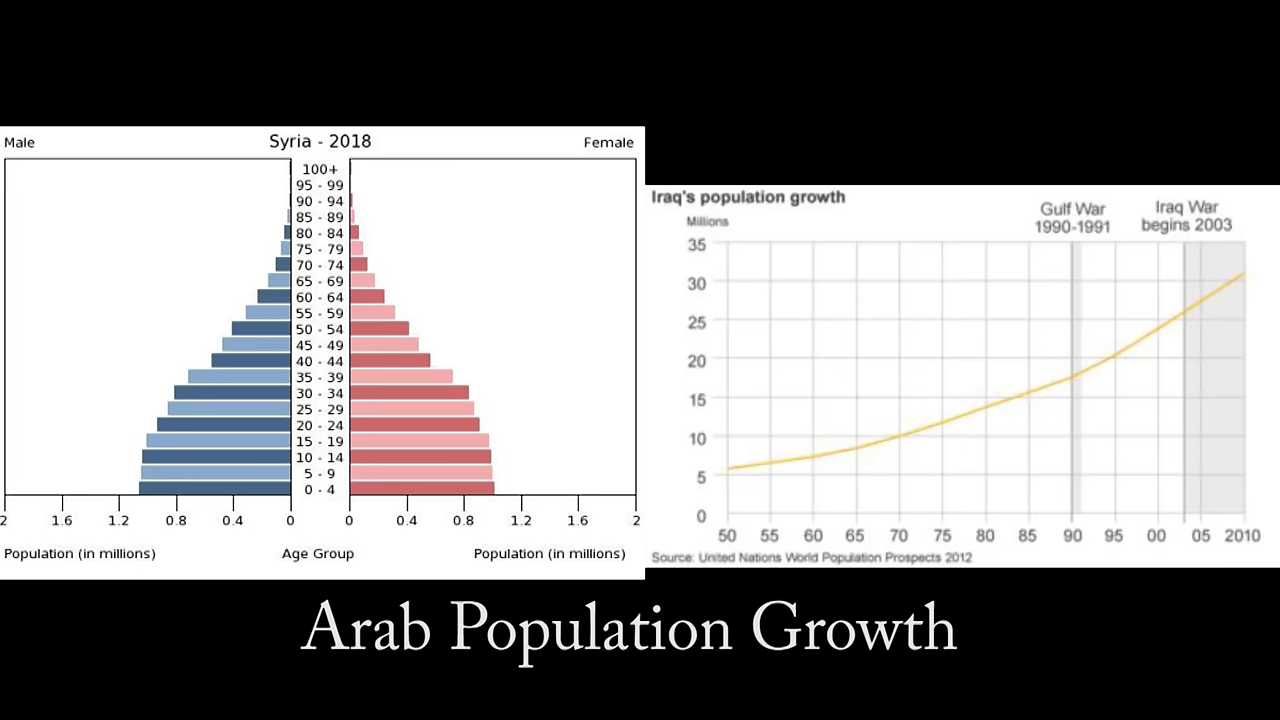 Male Syria - 2018 Female
100+
95 - 99
90 - 94
85 - 89
80 - 84
75 - 79
70 - 74
65 - 69
60 - 64
55 - 59
50 - 54
45 - 49
40 - 44
35 - 39
30 - 34
25 - 29
20 - 24
15 - 19
10 - 14
5 - 9
0 - 4
2 1.6 1.2 0.8 0.4 0 0 0.4 0.8 1.2 1.6 2
Population (in millions) Age Group Population (in millions)
Iraq's population growth
Millions
Gulf War
1990-1991
Iraq War
begins 2003
35
30
25
20
15
10
5
0
50 55 60 65 70 75 80 85 90 95 00 05 2010
Source: United Nations World Population Prospects 2012
Arab Population Growth